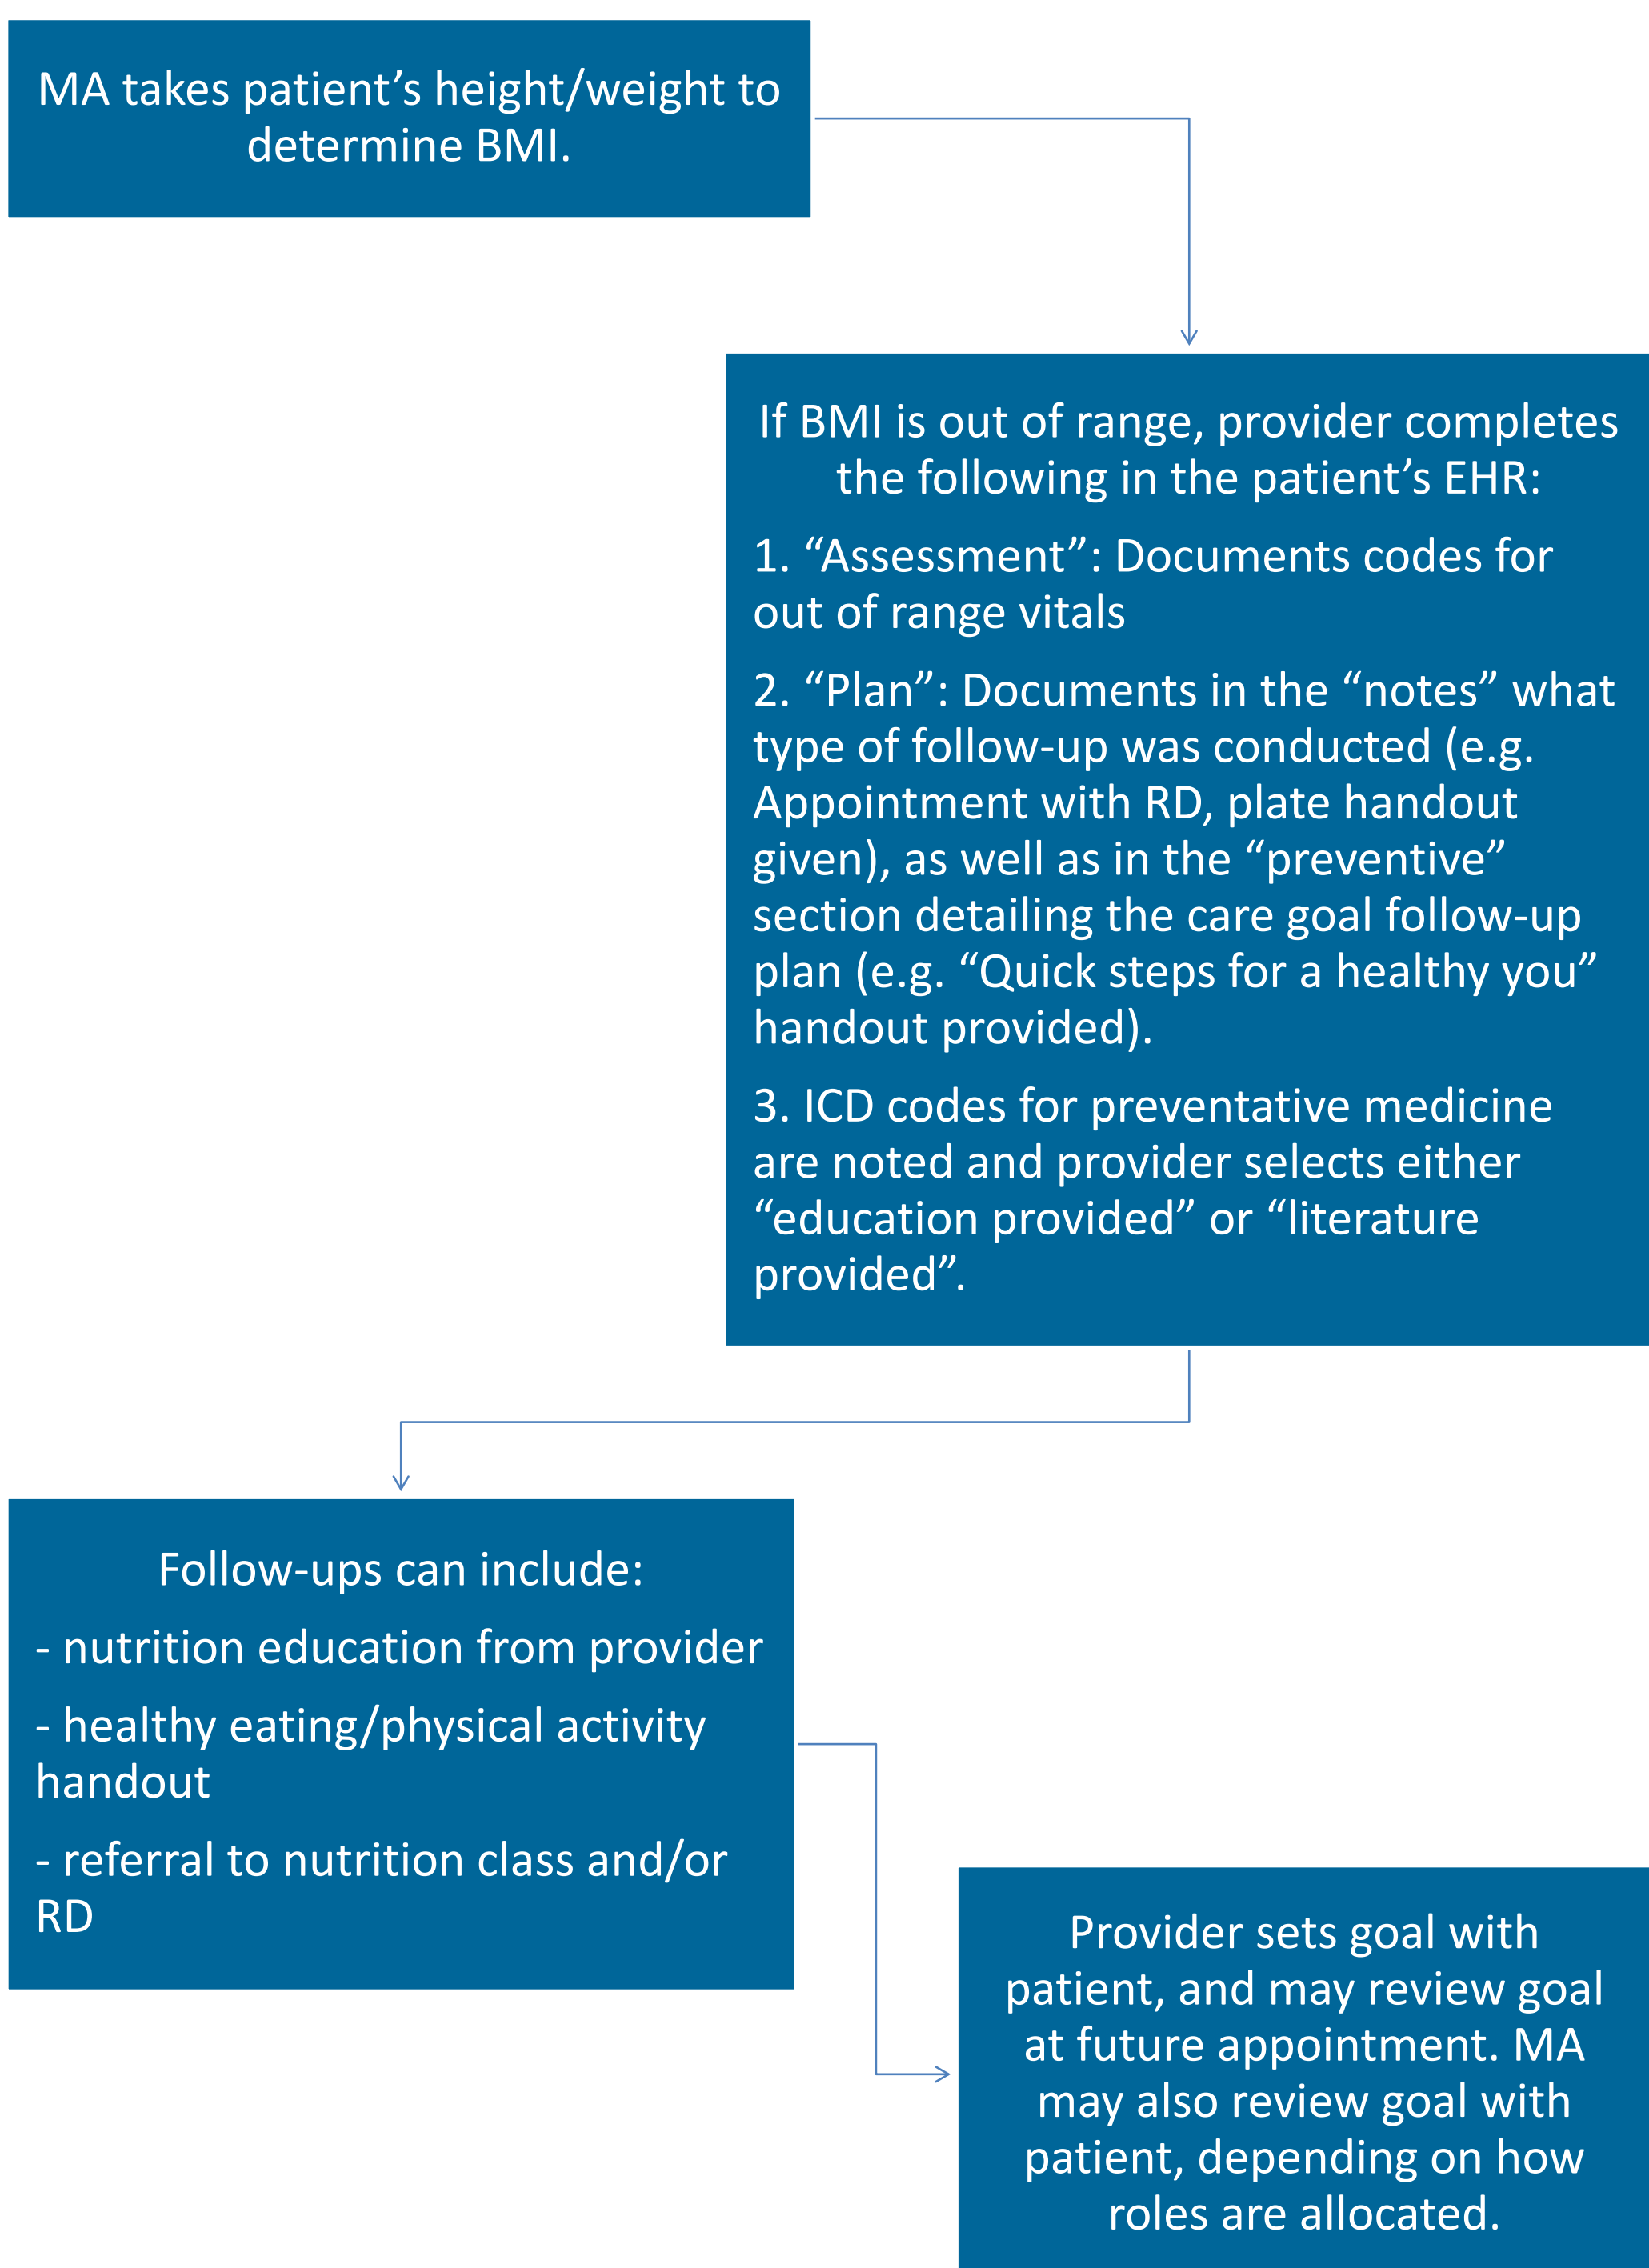 MA takes patient’s height/weight to
determine BMI.
If BMI is out of range, provider completes
the following in the patient’s EHR:
1. “Assessment”: Documents codes for
out of range vitals
2. “Plan”: Documents in the “notes” what
type of follow-up was conducted (e.g.
Appointment with RD, plate handout
given), as well as in the “preventive”
section detailing the care goal follow-up
plan (e.g. “Quick steps for a healthy you”
handout provided).
3. ICD codes for preventative medicine
are noted and provider selects either
“education provided” or “literature
provided”.
Follow-ups can include:
- nutrition education from provider
- healthy eating/physical activity
handout
- referral to nutrition class and/or
RD
Provider sets goal with
patient, and may review goal
at future appointment. MA
may also review goal with
patient, depending on how
roles are allocated.